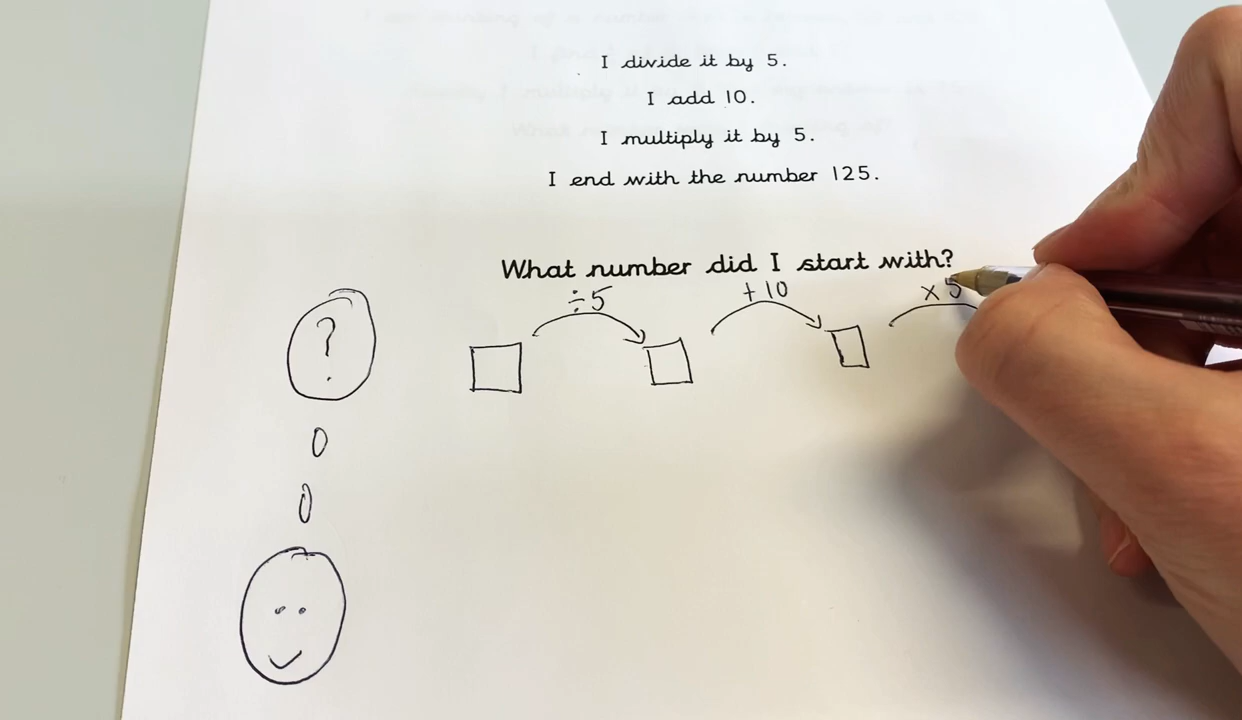 I divide it by 5.
I add 10.
I multiply it by 5.
I end with the number 125.
What number did I start with?
÷5 +10 ×5
?